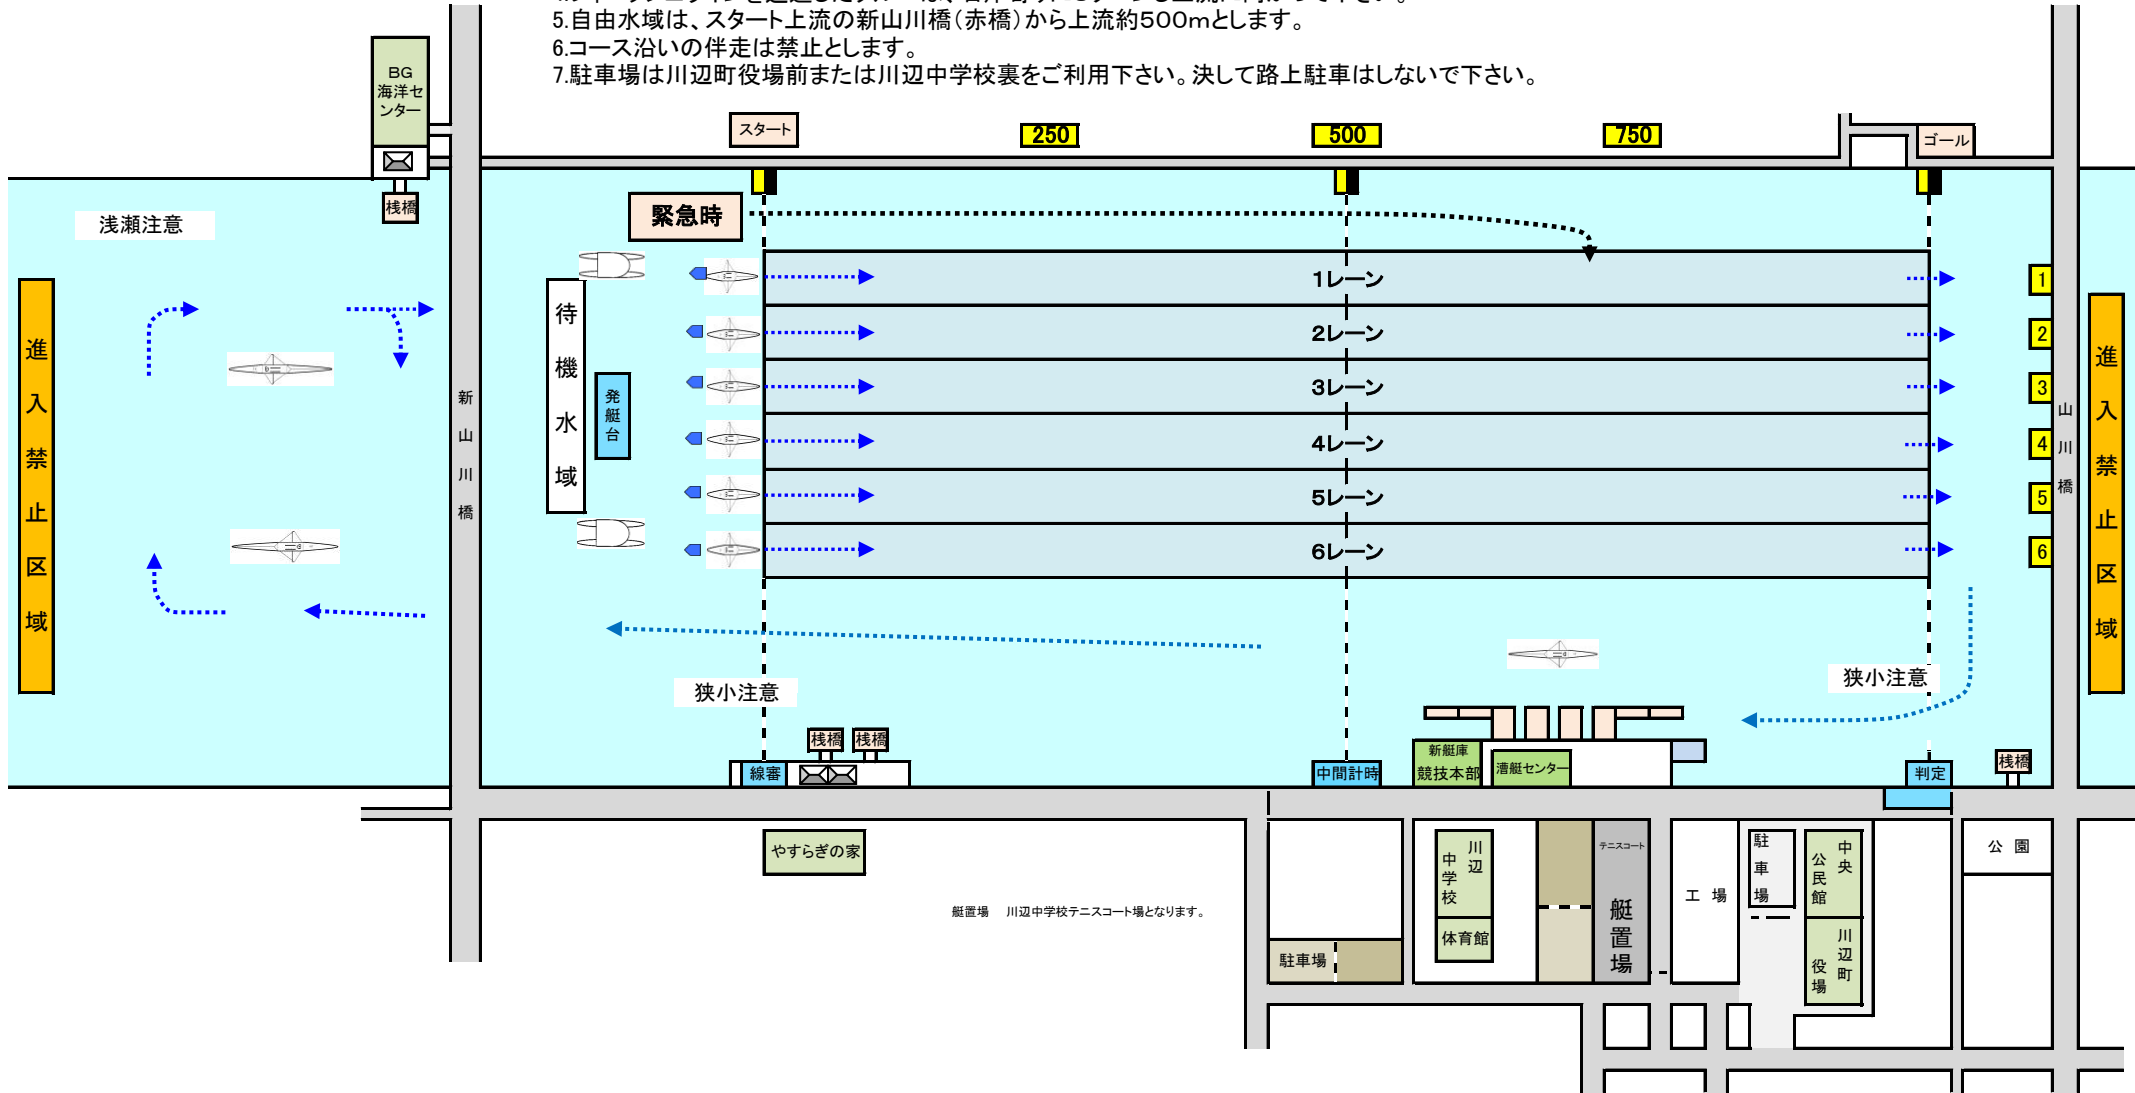 5.自由水域は、スタート上流の新山川橋(赤橋)から上流約500mとします。
6.コース沿いの伴走は禁止とします。
7.駐車場は川辺町役場前または川辺中学校裏をご利用下さい。決して路上駐車はしないで下さい。
BG
海洋セ
ンター
スタート
250
500
750
ゴール
桟橋
浅瀬注意
緊急時
進入禁止区域
新山川橋
待機水域
発艇台
1レーン
2レーン
3レーン
4レーン
5レーン
6レーン
1
2
3
4
5
6
山川橋
進入禁止区域
狭小注意
狭小注意
桟橋
桟橋
線審
中間計時
新艇庫
競技本部
漕艇センター
判定
桟橋
やすらぎの家
艇置場 川辺中学校テニスコート場となります。
駐車場
川辺
中学校
体育館
テニスコート
艇置場
工場
駐車場
中央
公民館
川辺町
役場
公園